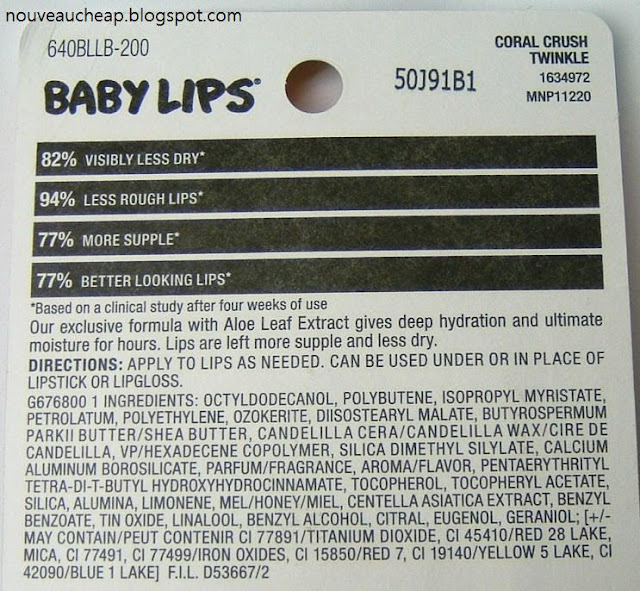 nouveaucheap.blogspot.com
640BLLB-200
BABY LIPS®
50J91B1
CORAL CRUSH
TWINKLE
1634972
MNP11220
82% VISIBLY LESS DRY*
94% LESS ROUGH LIPS*
77% MORE SUPPLE*
77% BETTER LOOKING LIPS*
*Based on a clinical study after four weeks of use
Our exclusive formula with Aloe Leaf Extract gives deep hydration and ultimate
moisture for hours. Lips are left more supple and less dry.
DIRECTIONS: APPLY TO LIPS AS NEEDED. CAN BE USED UNDER OR IN PLACE OF
LIPSTICK OR LIPGLOSS.
G676800 1 INGREDIENTS: OCTYLDODECANOL, POLYBUTENE, ISOPROPYL MYRISTATE,
PETROLATUM, POLYETHYLENE, OZOKERITE, DIISOSTEARYL MALATE, BUTYROSPERMUM
PARKII BUTTER/SHEA BUTTER, CANDELILLA CERA/CANDELILLA WAX/CIRE DE
CANDELILLA, VP/HEXADECENE COPOLYMER, SILICA DIMETHYL SILYLATE, CALCIUM
ALUMINUM BOROSILICATE, PARFUM/FRAGRANCE, AROMA/FLAVOR, PENTAERYTHRITYL
TETRA-DI-T-BUTYL HYDROXYHYDROCINNAMATE, TOCOPHEROL, TOCOPHERYL ACETATE,
SILICA, ALUMINA, LIMONENE, MEL/HONEY/MIEL, CENTELLA ASIATICA EXTRACT, BENZYL
BENZOATE, TIN OXIDE, LINALOOL, BENZYL ALCOHOL, CITRAL, EUGENOL, GERANIOL; [+/-
MAY CONTAIN/PEUT CONTENIR CI 77891/TITANIUM DIOXIDE, CI 45410/RED 28 LAKE,
MICA, CI 77491, CI 77499/IRON OXIDES, CI 15850/RED 7, CI 19140/YELLOW 5 LAKE, CI
42090/BLUE 1 LAKE] F.I.L. D53667/2